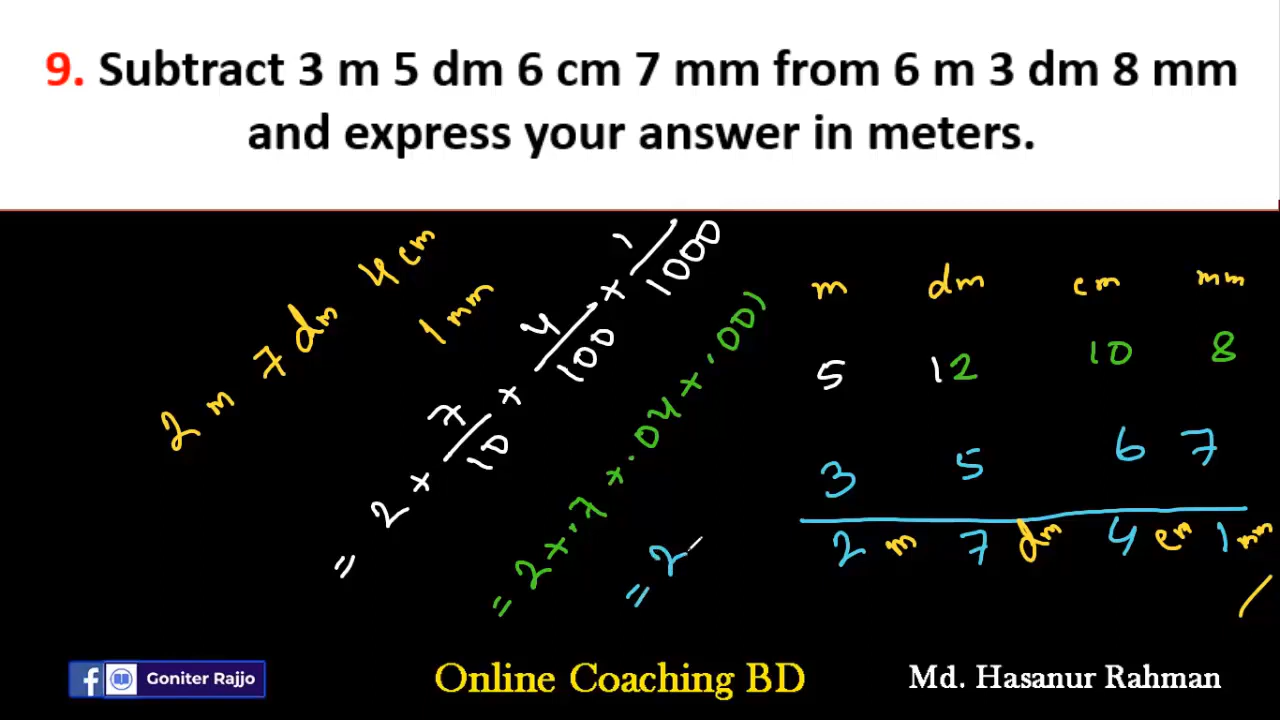 9. Subtract 3 m 5 dm 6 cm 7 mm from 6 m 3 dm 8 mm
and express your answer in meters.
2 m 7 dm 4 cm
1 mm
= 2 + 7/10 + 4/100 + 1/1000
= 2 + .7 + .04 + .001
= 2
m dm cm mm
5 12 10 8
3 5 6 7
2 m 7 dm 4 cm 1 mm
f Goniter Rajjo
Online Coaching BD
Md. Hasanur Rahman